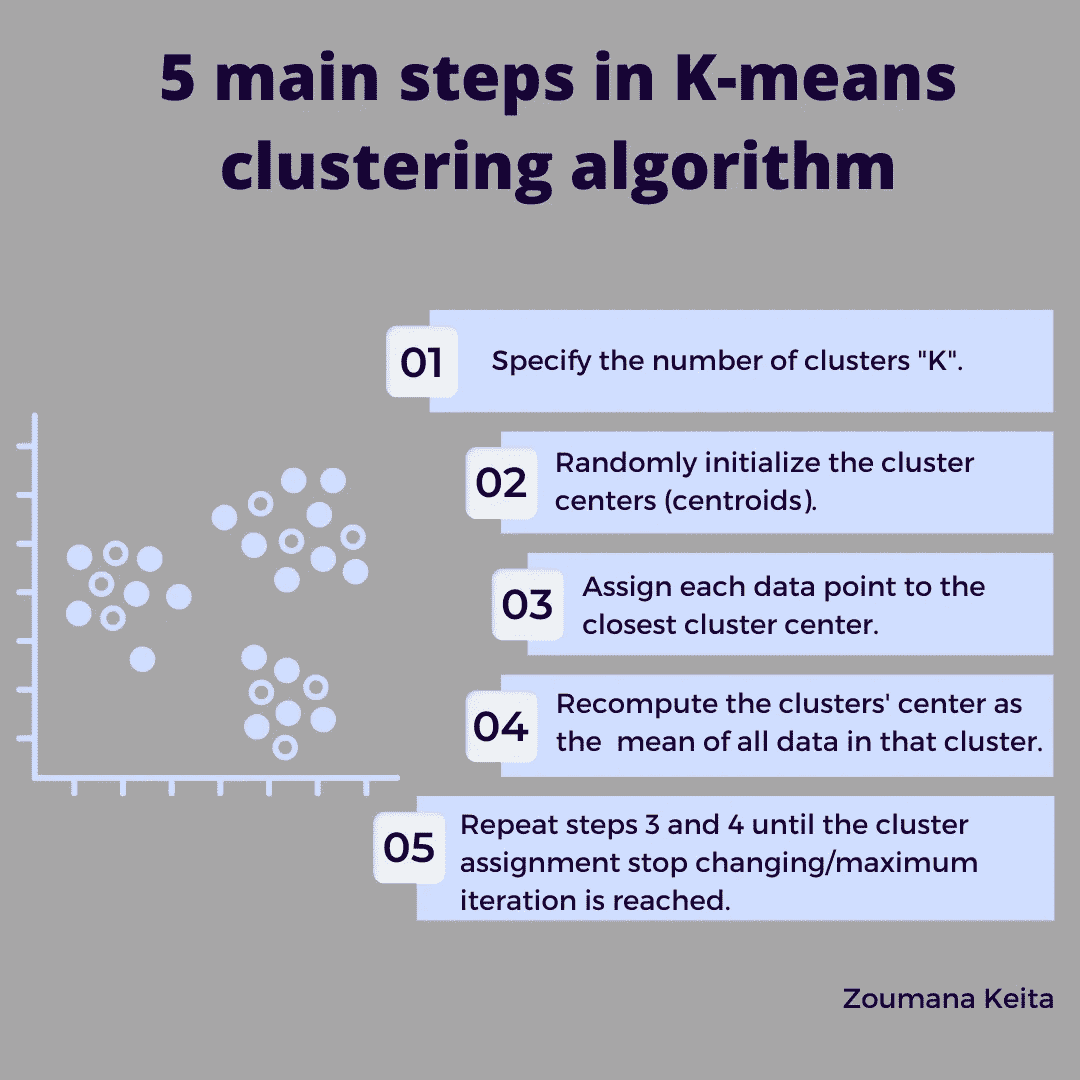 5 main steps in K-means
clustering algorithm
01
Specify the number of clusters "K".
02
Randomly initialize the cluster
centers (centroids).
03
Assign each data point to the
closest cluster center.
04
Recompute the clusters' center as
the  mean of all data in that cluster.
05
Repeat steps 3 and 4 until the cluster
assignment stop changing/maximum
iteration is reached.
Zoumana Keita